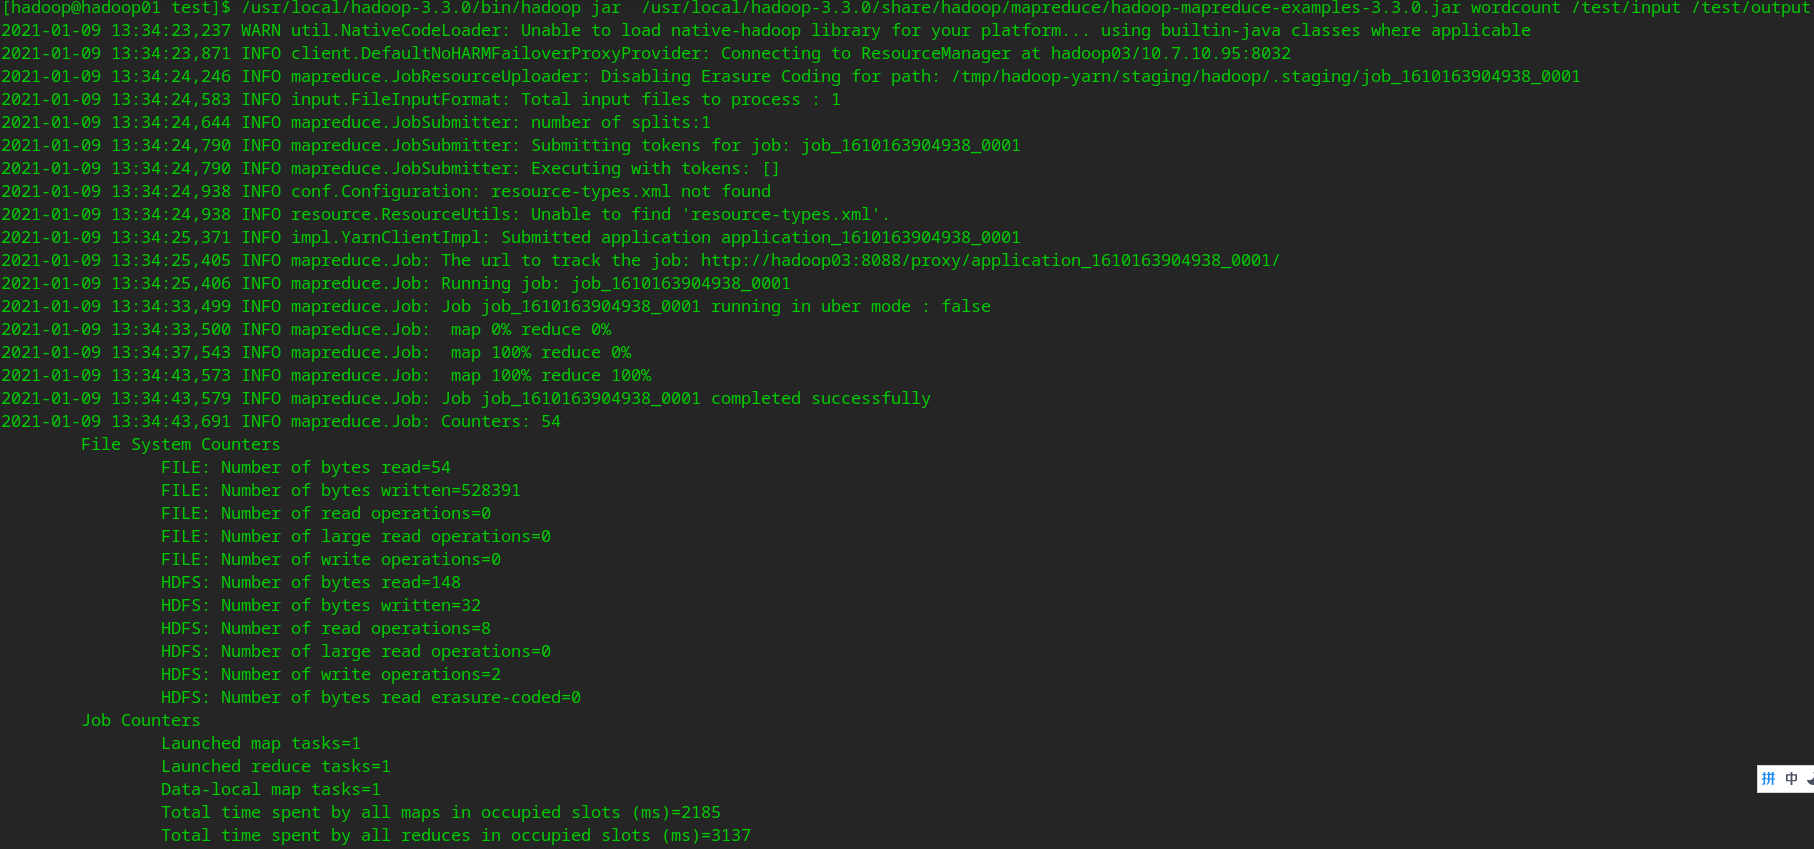 [hadoop@hadoop01 test]$ /usr/local/hadoop-3.3.0/bin/hadoop jar  /usr/local/hadoop-3.3.0/share/hadoop/mapreduce/hadoop-mapreduce-examples-3.3.0.jar wordcount /test/input /test/output
2021-01-09 13:34:23,237 WARN util.NativeCodeLoader: Unable to load native-hadoop library for your platform... using builtin-java classes where applicable
2021-01-09 13:34:23,871 INFO client.DefaultNoHARMFailoverProxyProvider: Connecting to ResourceManager at hadoop03/10.7.10.95:8032
2021-01-09 13:34:24,246 INFO mapreduce.JobResourceUploader: Disabling Erasure Coding for path: /tmp/hadoop-yarn/staging/hadoop/.staging/job_1610163904938_0001
2021-01-09 13:34:24,583 INFO input.FileInputFormat: Total input files to process : 1
2021-01-09 13:34:24,644 INFO mapreduce.JobSubmitter: number of splits:1
2021-01-09 13:34:24,790 INFO mapreduce.JobSubmitter: Submitting tokens for job: job_1610163904938_0001
2021-01-09 13:34:24,790 INFO mapreduce.JobSubmitter: Executing with tokens: []
2021-01-09 13:34:24,938 INFO conf.Configuration: resource-types.xml not found
2021-01-09 13:34:24,938 INFO resource.ResourceUtils: Unable to find 'resource-types.xml'.
2021-01-09 13:34:25,371 INFO impl.YarnClientImpl: Submitted application application_1610163904938_0001
2021-01-09 13:34:25,405 INFO mapreduce.Job: The url to track the job: http://hadoop03:8088/proxy/application_1610163904938_0001/
2021-01-09 13:34:25,406 INFO mapreduce.Job: Running job: job_1610163904938_0001
2021-01-09 13:34:33,499 INFO mapreduce.Job: Job job_1610163904938_0001 running in uber mode : false
2021-01-09 13:34:33,500 INFO mapreduce.Job:  map 0% reduce 0%
2021-01-09 13:34:37,543 INFO mapreduce.Job:  map 100% reduce 0%
2021-01-09 13:34:43,573 INFO mapreduce.Job:  map 100% reduce 100%
2021-01-09 13:34:43,579 INFO mapreduce.Job: Job job_1610163904938_0001 completed successfully
2021-01-09 13:34:43,691 INFO mapreduce.Job: Counters: 54
File System Counters
FILE: Number of bytes read=54
FILE: Number of bytes written=528391
FILE: Number of read operations=0
FILE: Number of large read operations=0
FILE: Number of write operations=0
HDFS: Number of bytes read=148
HDFS: Number of bytes written=32
HDFS: Number of read operations=8
HDFS: Number of large read operations=0
HDFS: Number of write operations=2
HDFS: Number of bytes read erasure-coded=0
Job Counters
Launched map tasks=1
Launched reduce tasks=1
拼 中
Data-local map tasks=1
Total time spent by all maps in occupied slots (ms)=2185
Total time spent by all reduces in occupied slots (ms)=3137